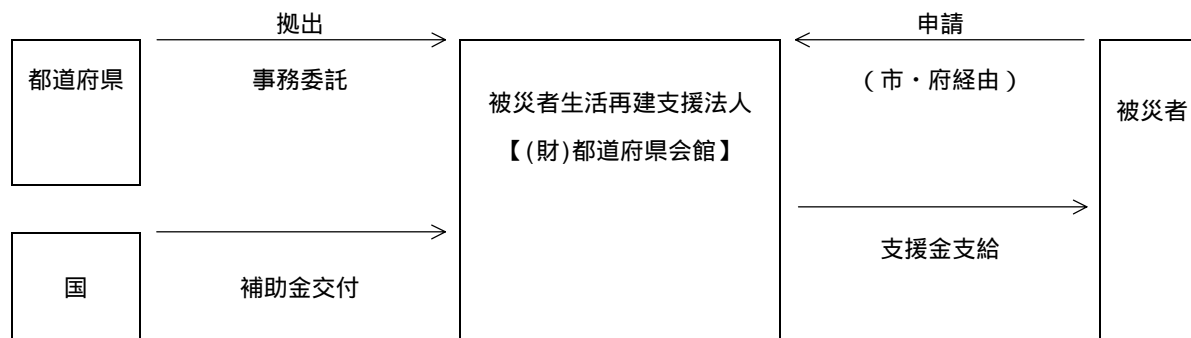 拠出
申請
都道府県
事務委託
(市・府経由)
被災者生活再建支援法人
被災者
【(財)都道府県会館】
支援金支給
国
補助金交付